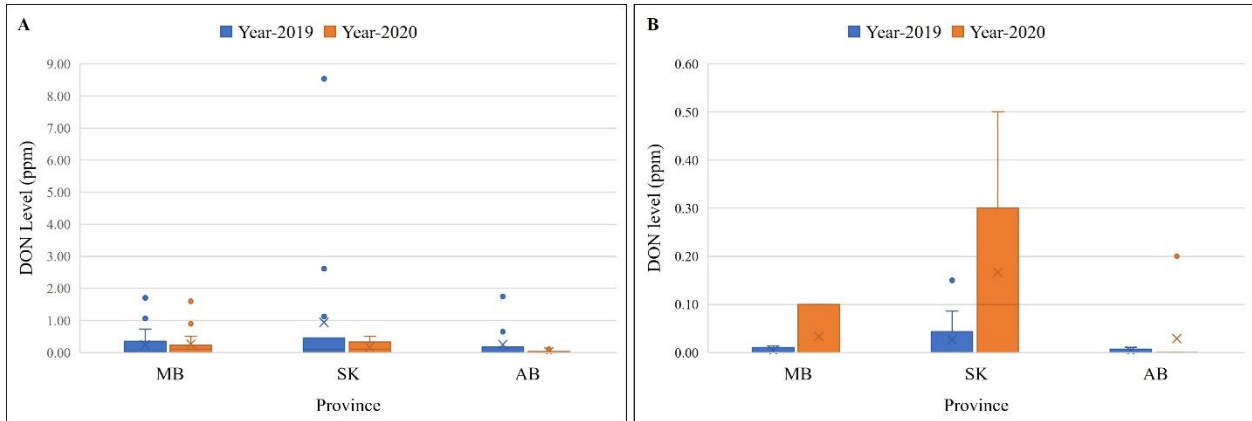 A
Year-2019 Year-2020
9.00
8.00
7.00
6.00
5.00
4.00
3.00
2.00
1.00
0.00
DON Level (ppm)
MB SK AB
Province
B
Year-2019 Year-2020
0.60
0.50
0.40
0.30
0.20
0.10
0.00
DON level (ppm)
MB SK AB
Province